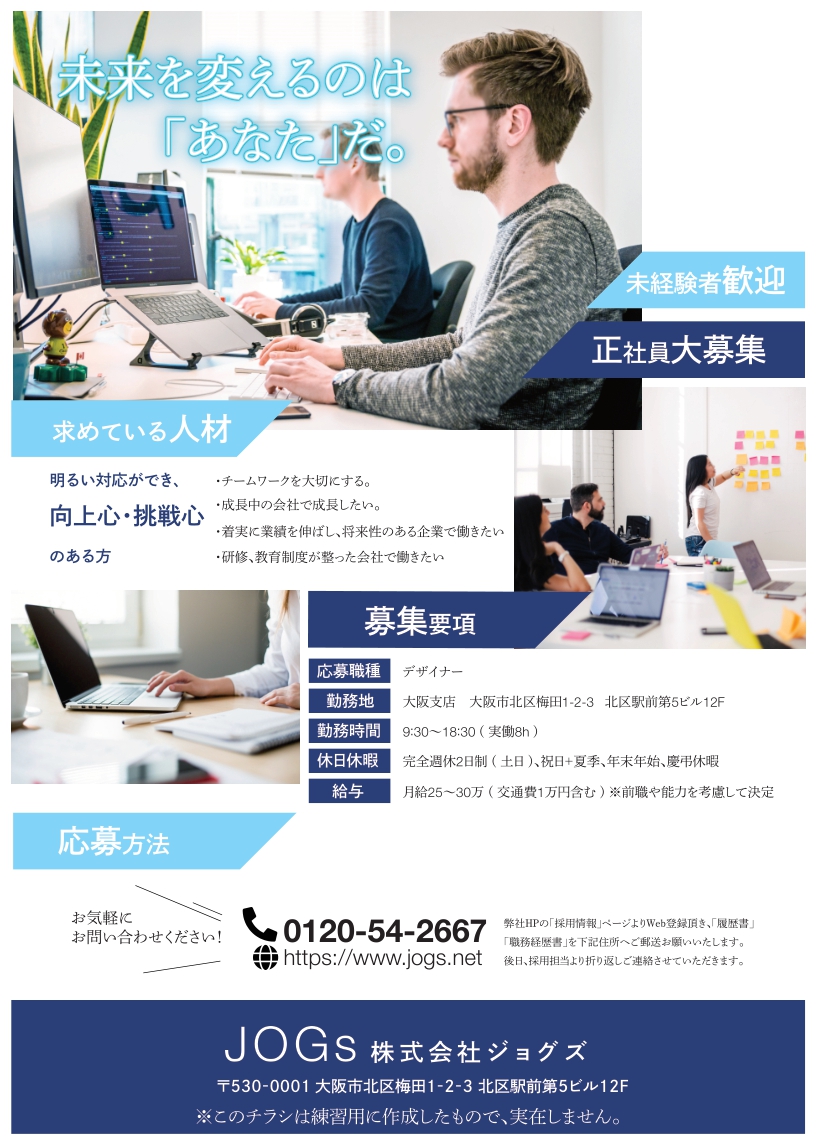 未来を変えるのは
「あなた」だ。
未経験者歓迎
正社員大募集
求めている人材
明るい対応ができ、
向上心・挑戦心
のある方
・チームワークを大切にする。
・成長中の会社で成長したい。
・着実に業績を伸ばし、将来性のある企業で働きたい
・研修、教育制度が整った会社で働きたい
募集要項
応募職種 デザイナー
勤務地 大阪支店 大阪市北区梅田1-2-3 北区駅前第5ビル12F
勤務時間 9:30〜18:30 ( 実働8h )
休日休暇 完全週休2日制 ( 土日 )、祝日+夏季、年末年始、慶弔休暇
給与 月給25〜30万 ( 交通費1万円含む ) ※前職や能力を考慮して決定
応募方法
お気軽に
お問い合わせください!
0120-54-2667
https://www.jogs.net
弊社HPの「採用情報」ページよりWeb登録頂き、「履歴書」
「職務経歴書」を下記住所へご郵送お願いいたします。
後日、採用担当より折り返しご連絡させていただきます。
JOGs 株式会社ジョグズ
〒530-0001 大阪市北区梅田1-2-3 北区駅前第5ビル12F
※このチラシは練習用に作成したもので、実在しません。